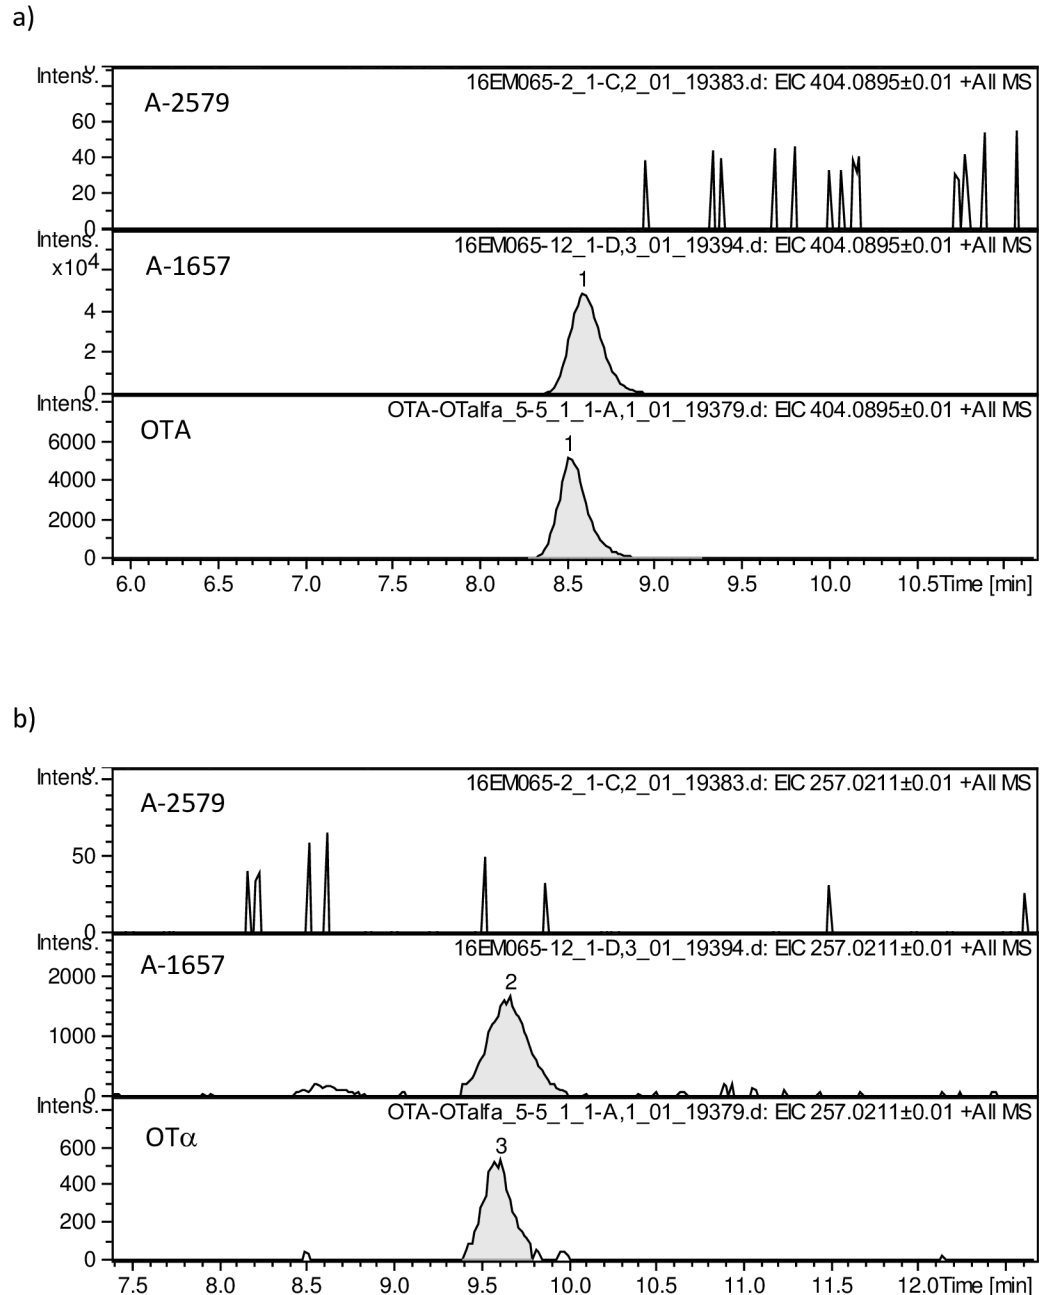 a)
Intens.
16EM065-2_1-C,2_01_19383.d: EIC 404.0895±0.01 +All MS
A-2579
60
40
20
0
Intens.
x10⁴
16EM065-12_1-D,3_01_19394.d: EIC 404.0895±0.01 +All MS
A-1657
1
4
2
0
Intens.
OTA-OTalfa_5-5_1_1-A,1_01_19379.d: EIC 404.0895±0.01 +All MS
OTA
1
6000
4000
2000
0
6.0 6.5 7.0 7.5 8.0 8.5 9.0 9.5 10.0 10.5 Time [min]
b)
Intens.
16EM065-2_1-C,2_01_19383.d: EIC 257.0211±0.01 +All MS
A-2579
50
0
Intens.
16EM065-12_1-D,3_01_19394.d: EIC 257.0211±0.01 +All MS
A-1657
2000
2
1000
0
Intens.
OTA-OTalfa_5-5_1_1-A,1_01_19379.d: EIC 257.0211±0.01 +All MS
OTα
3
600
400
200
0
7.5 8.0 8.5 9.0 9.5 10.0 10.5 11.0 11.5 12.0 Time [min]